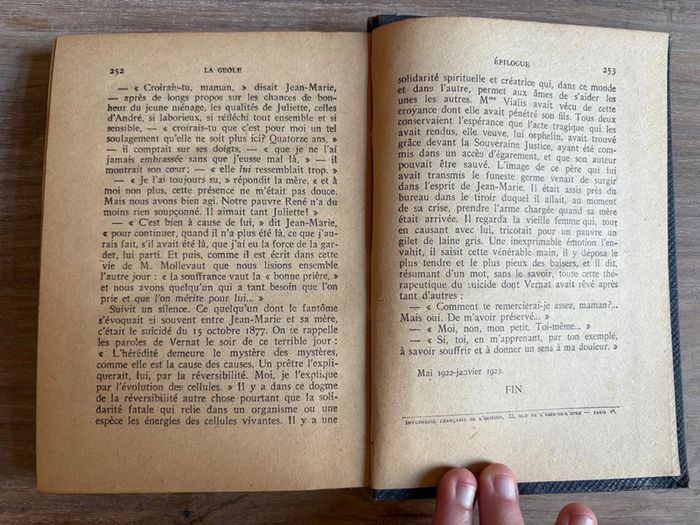 252 LA GEOLE
— « Croirais-tu, maman, » disait Jean-Marie,
— après de longs propos sur les chances de bon-
heur du jeune ménage, les qualités de Juliette, celles
d'André, si laborieux, si réfléchi tout ensemble et si
sensible, — « croirais-tu que c'est pour moi un tel
soulagement qu'elle ne soit plus ici? Quatorze ans, »
— il comptait sur ses doigts, — « que je ne l'ai
jamais embrassée sans que j'eusse mal là, » — il
montrait son cœur; — « elle lui ressemblait trop. »
— « Je l'ai toujours su, » répondit la mère, « et à
moi non plus, cette présence ne m'était pas douce.
Mais nous avons bien agi. Notre pauvre René n'a du
moins rien soupçonné. Il aimait tant Juliette! »
— « C'est bien à cause de lui, » dit Jean-Marie,
« pour continuer, quand il n'a plus été là, ce que j'au-
rais fait, s'il avait été là, que j'ai eu la force de la gar-
der, lui parti. Et puis, comme il est écrit dans cette
vie de M. Mollevaut que nous lisions ensemble
l'autre jour : « la souffrance vaut la « bonne prière, »
et nous avons quelqu'un qui a tant besoin que l'on
prie et que l'on mérite pour lui... »
Suivit un silence. Ce quelqu'un dont le fantôme
s'évoquait si souvent entre Jean-Marie et sa mère,
c'était le suicidé du 15 octobre 1877. On se rappelle
les paroles de Vernat le soir de ce terrible jour :
« L'hérédité demeure le mystère des mystères,
comme elle est la cause des causes. Un prêtre l'expli-
querait, lui, par la réversibilité. Moi, je l'explique
par l'évolution des cellules. » Il y a dans ce dogme
de la réversibilité autre chose pourtant que la soli-
darité fatale qui relie dans un organisme ou une
espèce les énergies des cellules vivantes. Il y a une
ÉPILOGUE 253
solidarité spirituelle et créatrice qui, dans ce monde
et dans l'autre, permet aux âmes de s'aider les
unes les autres. Mme Vialis avait vécu de cette
croyance dont elle avait pénétré son fils. Tous deux
conservaient l'espérance que l'acte tragique qui les
avait rendus, elle veuve, lui orphelin, avait trouvé
grâce devant la Souveraine Justice, ayant été com-
mis dans un accès d'égarement, et que son auteur
pouvait être sauvé. L'image de ce père qui lui
avait transmis le funeste germe venait de surgir
dans l'esprit de Jean-Marie. Il était assis près du
bureau dans le tiroir duquel il allait, au moment
de sa crise, prendre l'arme chargée quand sa mère
était arrivée. Il regarda la vieille femme qui, tout
en causant avec lui, tricotait pour un pauvre un
gilet de laine gris. Une inexprimable émotion l'en-
vahit, il saisit cette vénérable main, il y déposa le
plus tendre et le plus pieux des baisers, et il dit,
résumant d'un mot, sans le savoir, toute cette thé-
rapeutique du suicide dont Vernat avait rêvé après
tant d'autres :
— « Comment te remercierai-je assez, maman?...
Mais oui. De m'avoir préservé... »
— « Moi, non, mon petit. Toi-même... »
— « Si, toi, en m'apprenant, par ton exemple,
à savoir souffrir et à donner un sens à ma douleur. »
Mai 1922-janvier 1923.
FIN
IMPRIMERIE FRANÇAISE DE L'ÉDITION, 12, RUE DE L'ABBÉ-DE-L'ÉPÉE — PARIS Ve.